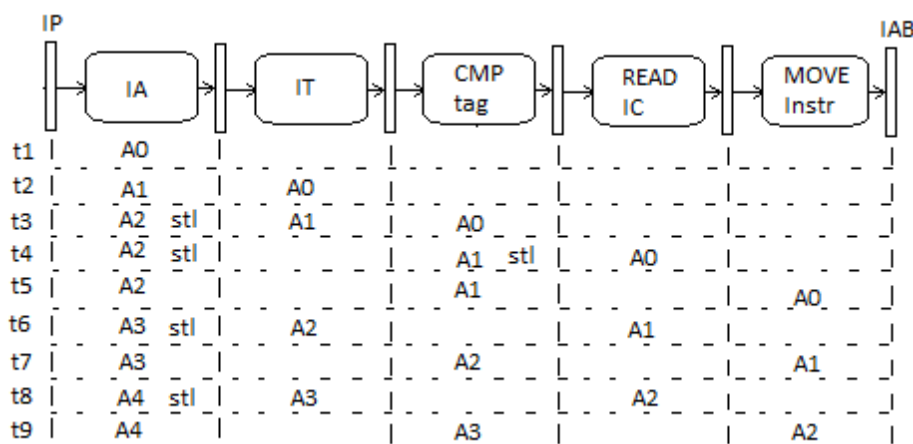 IP IAB
IA IT CMP tag READ IC MOVE Instr
t1 A0
t2 A1 A0
t3 A2 stl A1 A0
t4 A2 stl A1 stl A0
t5 A2 A1 A0
t6 A3 stl A2 A1
t7 A3 A2 A1
t8 A4 stl A3 A2
t9 A4 A3 A2